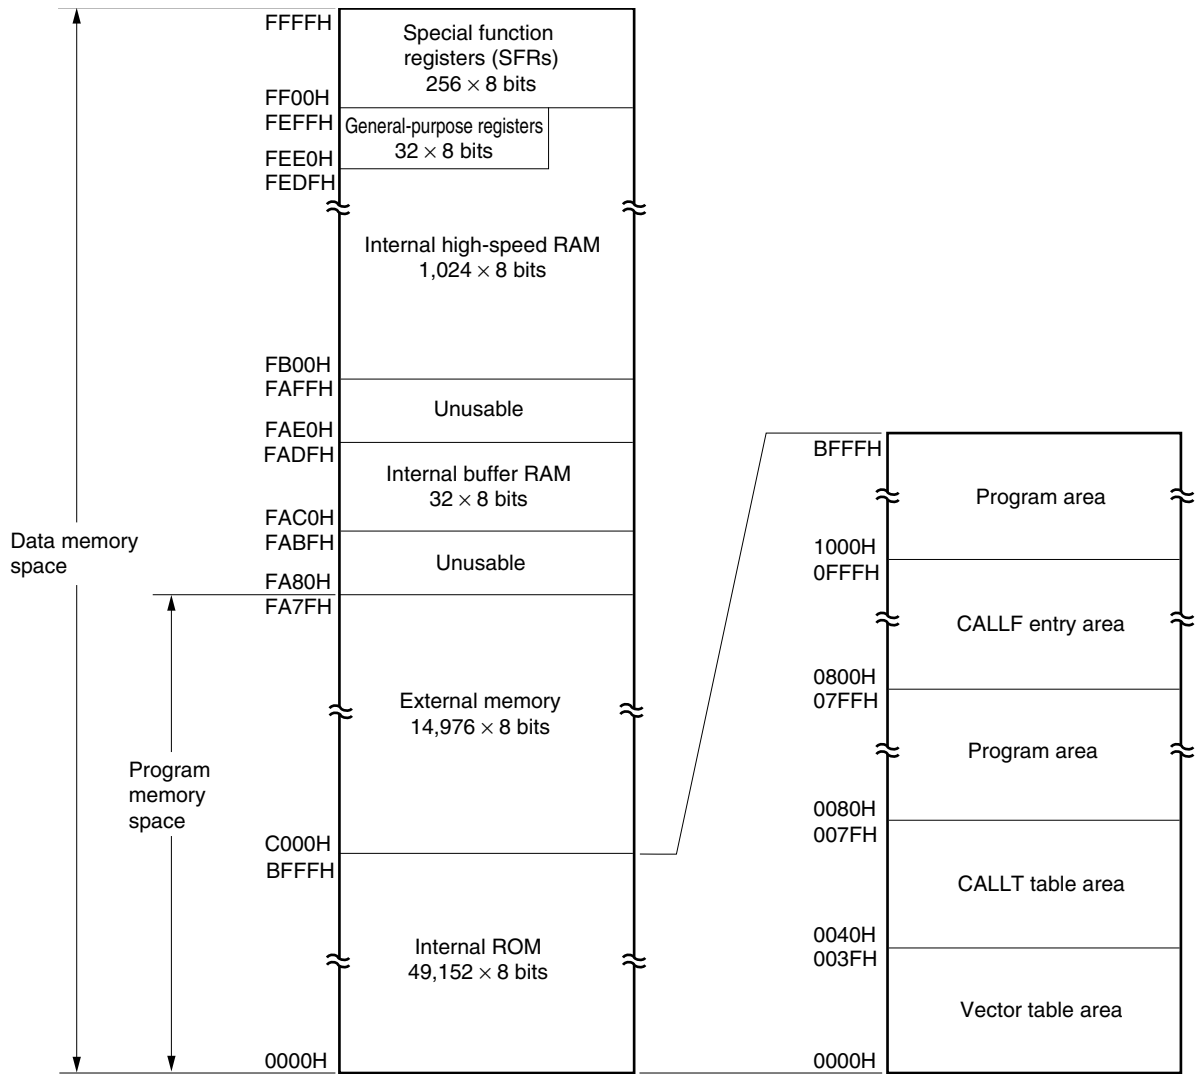 FFFFH
Special function
registers (SFRs)
256 × 8 bits
FF00H
FEFFH
General-purpose registers
32 × 8 bits
FEE0H
FEDFH
Internal high-speed RAM
1,024 × 8 bits
FB00H
FAFFH
Unusable
FAE0H
FADFH
Internal buffer RAM
32 × 8 bits
FAC0H
FABFH
Unusable
FA80H
FA7FH
Data memory
space
External memory
14,976 × 8 bits
Program
memory
space
C000H
BFFFH
Internal ROM
49,152 × 8 bits
0000H
BFFFH
Program area
1000H
0FFFH
CALLF entry area
0800H
07FFH
Program area
0080H
007FH
CALLT table area
0040H
003FH
Vector table area
0000H